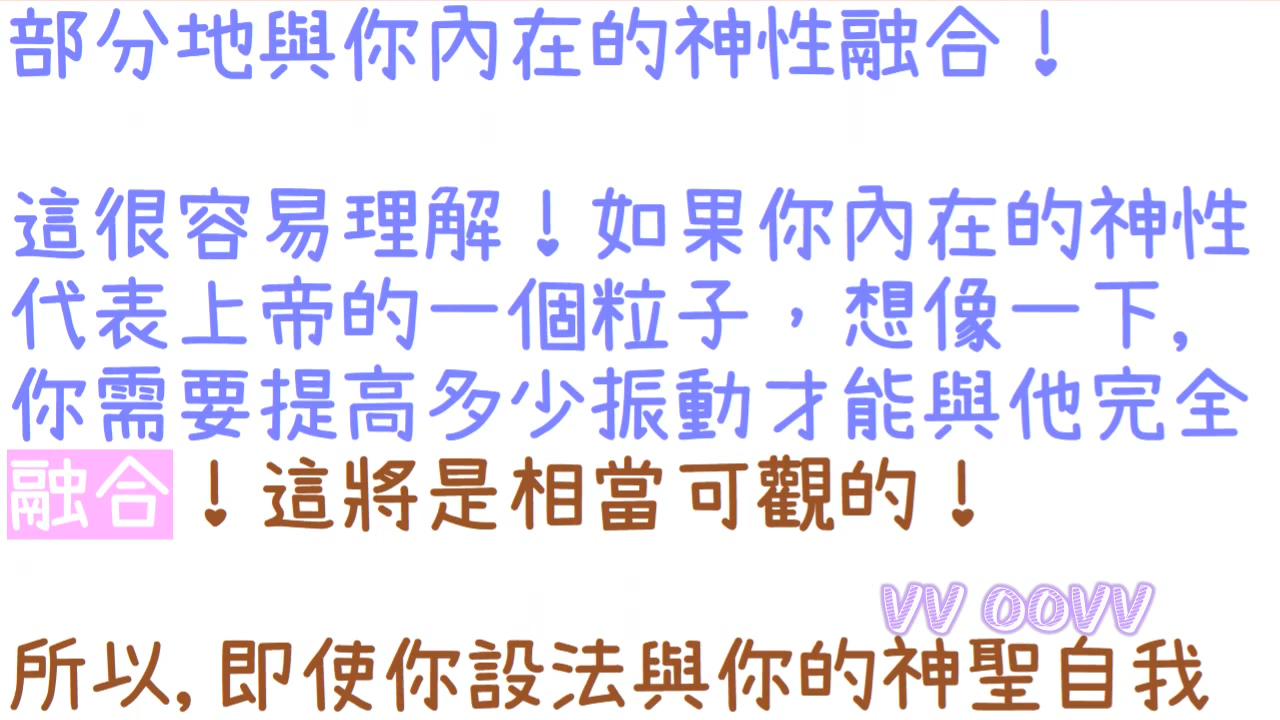 部分地與你內在的神性融合！
這很容易理解！如果你內在的神性
代表上帝的一個粒子，想像一下,
你需要提高多少振動才能與他完全
融合！這將是相當可觀的！
VV OOVV
所以,即使你設法與你的神聖自我